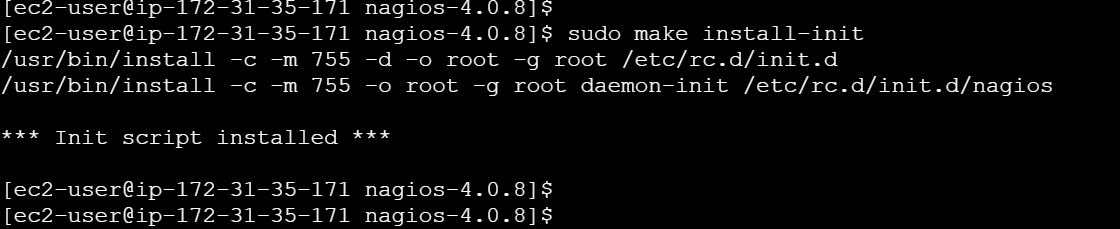 [ec2-user@ip-172-31-35-171 nagios-4.0.8]$
[ec2-user@ip-172-31-35-171 nagios-4.0.8]$ sudo make install-init
/usr/bin/install -c -m 755 -d -o root -g root /etc/rc.d/init.d
/usr/bin/install -c -m 755 -o root -g root daemon-init /etc/rc.d/init.d/nagios
*** Init script installed ***
[ec2-user@ip-172-31-35-171 nagios-4.0.8]$
[ec2-user@ip-172-31-35-171 nagios-4.0.8]$